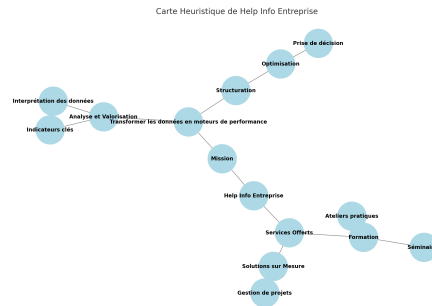 Carte Heuristique de Help Info Entreprise
Prise de décision
Optimisation
Structuration
Interprétation des données
Analyse et Valorisation
Transformer les données en moteurs de performance
Indicateurs clés
Mission
Help Info Entreprise
Ateliers pratiques
Services Offerts
Formation
Solutions sur Mesure
Gestion de projets